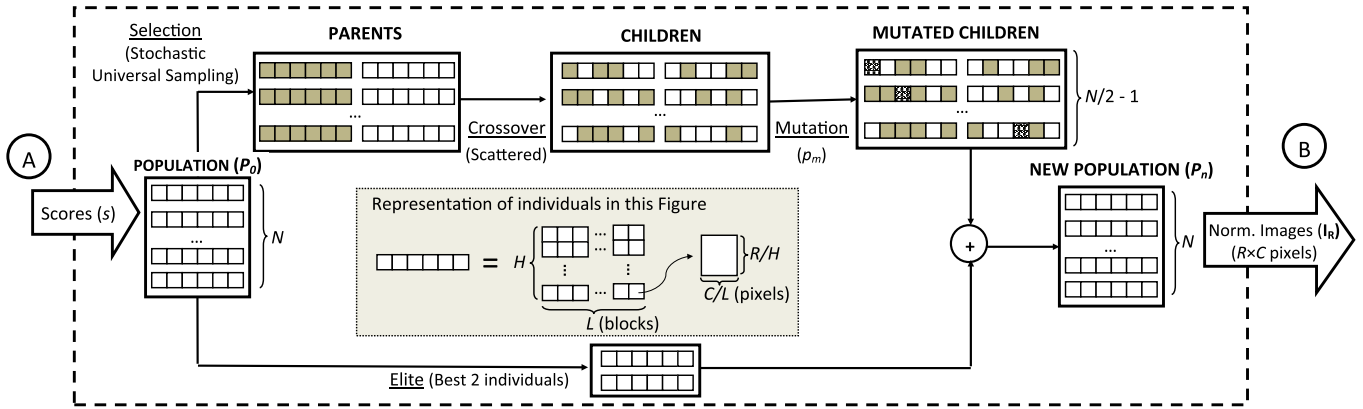 Selection
(Stochastic
Universal Sampling)
PARENTS
...
CHILDREN
...
MUTATED CHILDREN
...
N/2 - 1
Crossover
(Scattered)
Mutation
(pm)
A
Scores (s)
POPULATION (P0)
...
N
Representation of individuals in this Figure
=
H
...
...
...
...
...
...
L (blocks)
R/H
C/L (pixels)
+
NEW POPULATION (Pn)
...
N
B
Norm. Images (IR)
(R×C pixels)
Elite (Best 2 individuals)